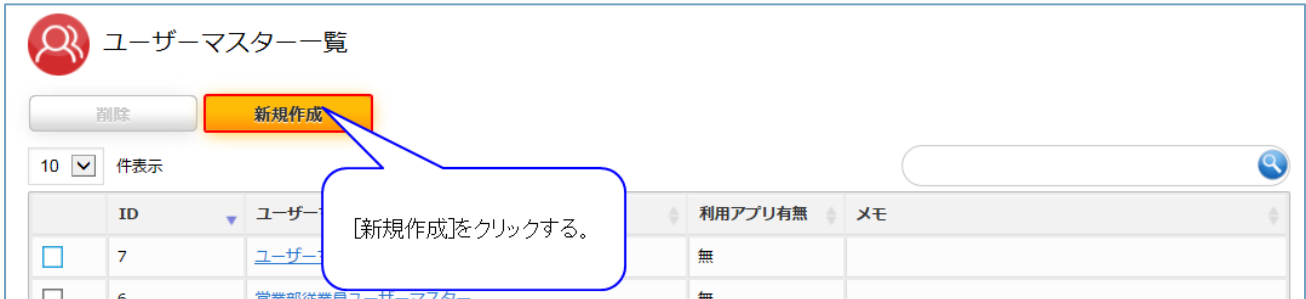 ユーザーマスター一覧
削除 新規作成
10 件表示
ID ユーザー 利用アプリ有無 メモ
[新規作成]をクリックする。
7 ユーザー 無
6 営業部従業員ユーザーマスター 無